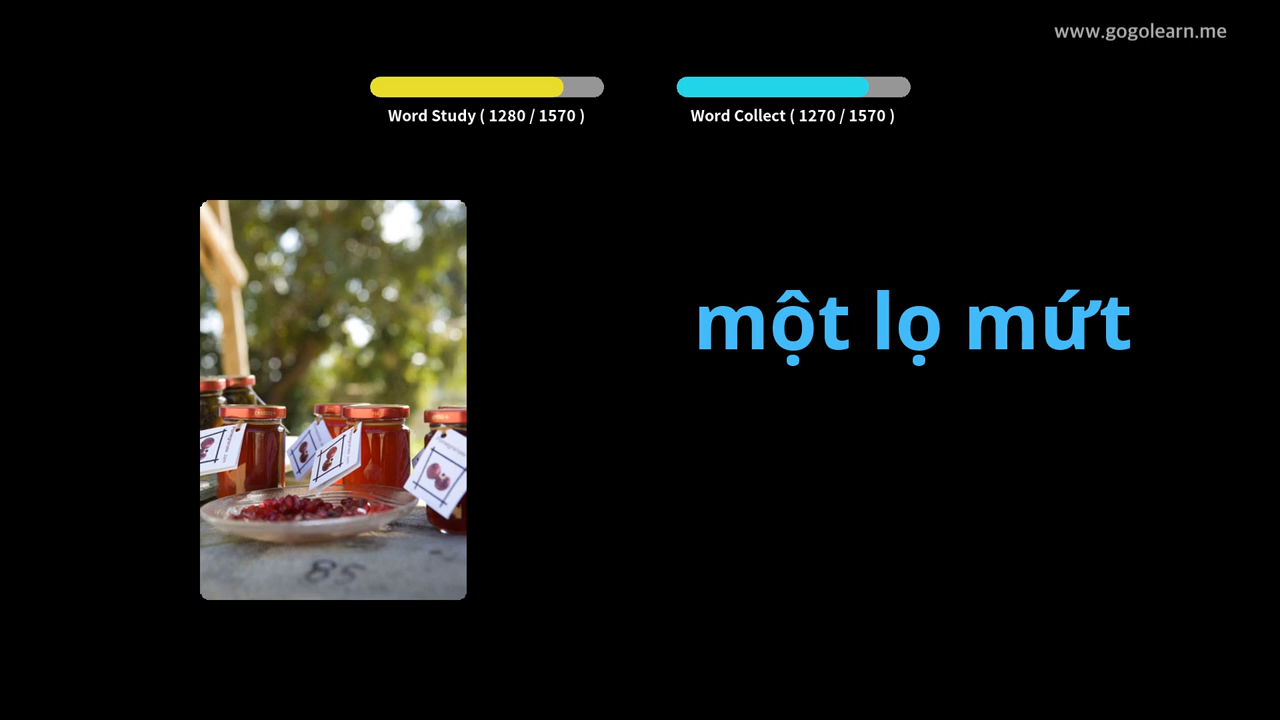 www.gogolearn.me
Word Study ( 1280 / 1570 )
Word Collect ( 1270 / 1570 )
một lọ mứt
85